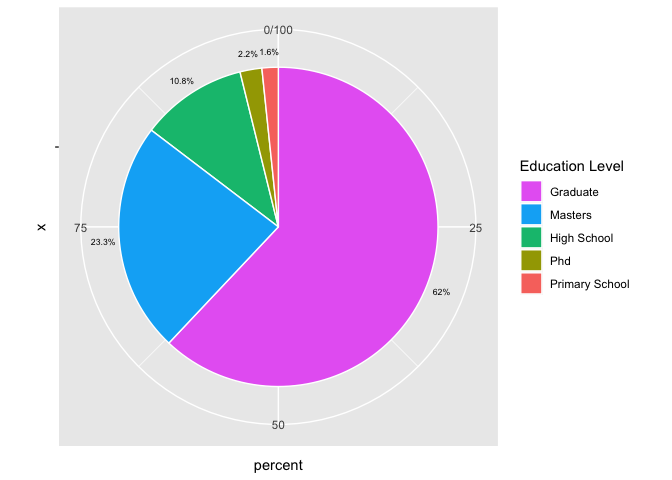 0/100
2.2% 1.6%
10.8%
Education Level
Graduate
Masters
High School
Phd
Primary School
x
75
25
23.3%
62%
50
percent